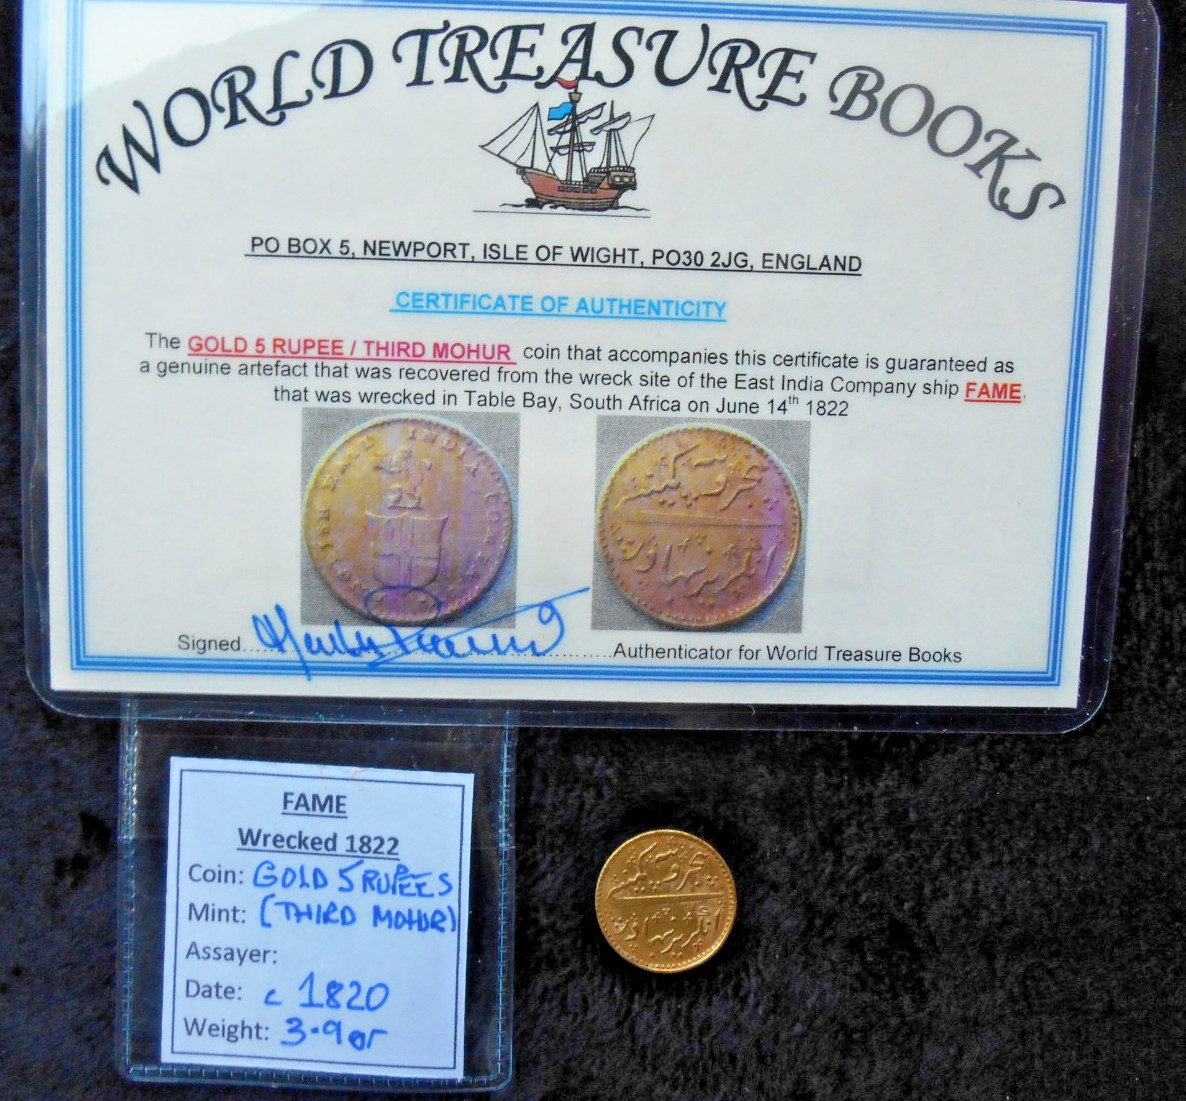 WORLD TREASURE BOOKS
PO BOX 5, NEWPORT, ISLE OF WIGHT, PO30 2JG, ENGLAND
CERTIFICATE OF AUTHENTICITY
The GOLD 5 RUPEE / THIRD MOHUR coin that accompanies this certificate is guaranteed as
a genuine artefact that was recovered from the wreck site of the East India Company ship FAME,
that was wrecked in Table Bay, South Africa on June 14th 1822
EAST INDIA
Signed..............................Authenticator for World Treasure Books
FAME
Wrecked 1822
Coin: GOLD 5 RUPEES
Mint: (THIRD MOHUR)
Assayer:
Date: c 1820
Weight: 3.9gr